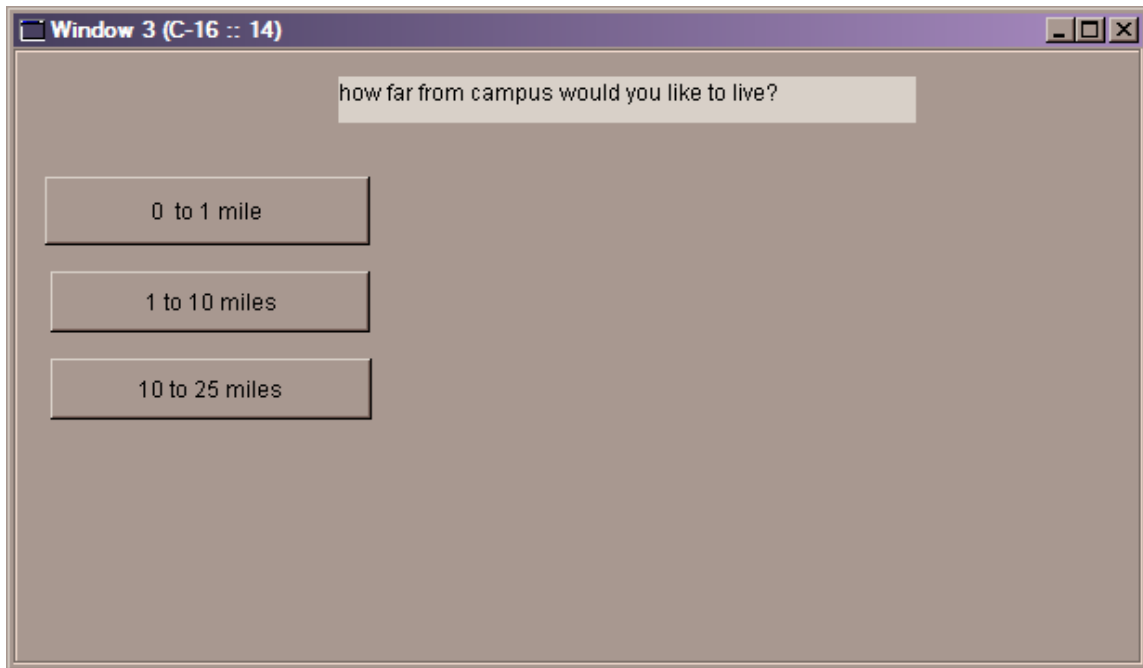 Window 3 (C-16 :: 14)
how far from campus would you like to live?
0 to 1 mile
1 to 10 miles
10 to 25 miles